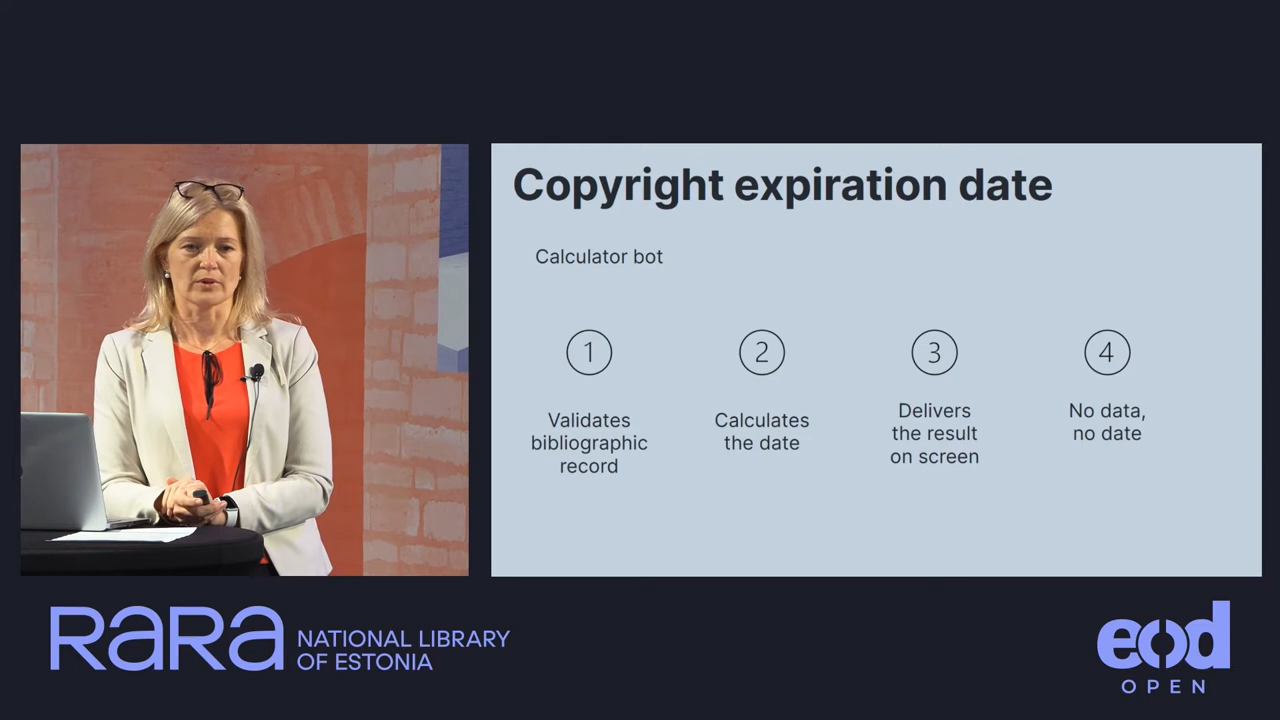 Copyright expiration date
Calculator bot
1
2
3
4
Validates
bibliographic
record
Calculates
the date
Delivers
the result
on screen
No data,
no date
RaRa
NATIONAL LIBRARY
OF ESTONIA
eod
OPEN